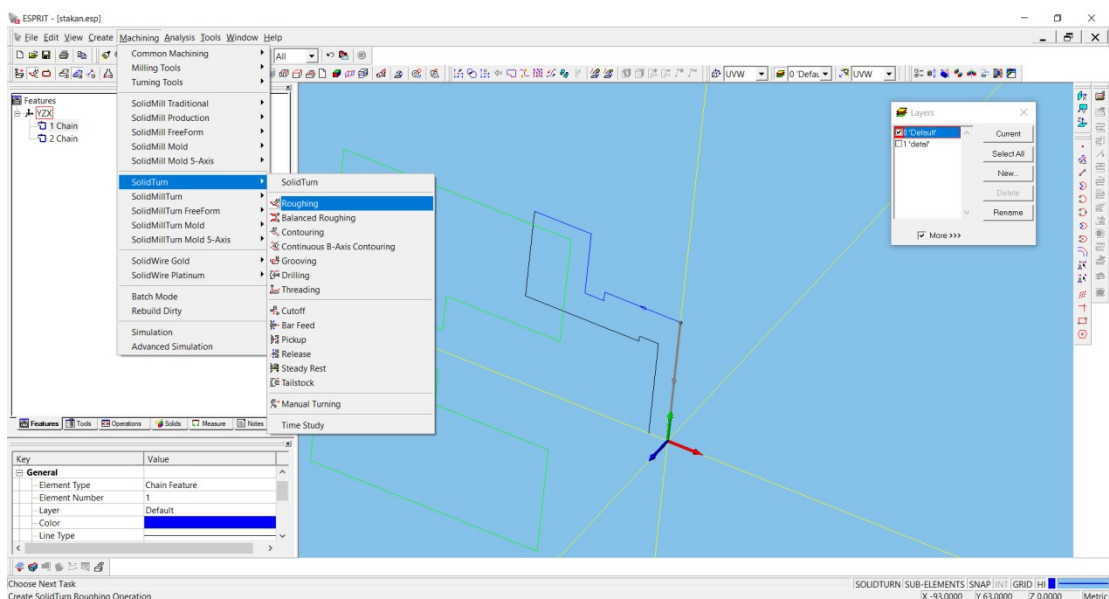 ESPRIT - [stakan.esp]
File Edit View Create Machining Analysis Tools Window Help
All
UVW
0 'Defau
UVW
Common Machining
Milling Tools
Turning Tools
SolidMill Traditional
SolidMill Production
SolidMill FreeForm
SolidMill Mold
SolidMill Mold 5-Axis
SolidTurn
SolidMillTurn
SolidMillTurn FreeForm
SolidMillTurn Mold
SolidMillTurn Mold 5-Axis
SolidWire Gold
SolidWire Platinum
Batch Mode
Rebuild Dirty
Simulation
Advanced Simulation
SolidTurn
Roughing
Balanced Roughing
Contouring
Continuous B-Axis Contouring
Grooving
Drilling
Threading
Cutoff
Bar Feed
Pickup
Release
Steady Rest
Tailstock
Manual Turning
Time Study
Features
YZX
1 Chain
2 Chain
Layers
0 'Default'
1 'detal'
Current
Select All
New...
Delete
Rename
More >>>
Features Tools Operations Solids Measure Notes
Key Value
General
Element Type Chain Feature
Element Number 1
Layer Default
Color
Line Type
Choose Next Task
SOLIDTURN SUB-ELEMENTS SNAP INT GRID HI
Create SolidTurn Roughing Operation
X -93.0000 Y 63.0000 Z 0.0000 Metric